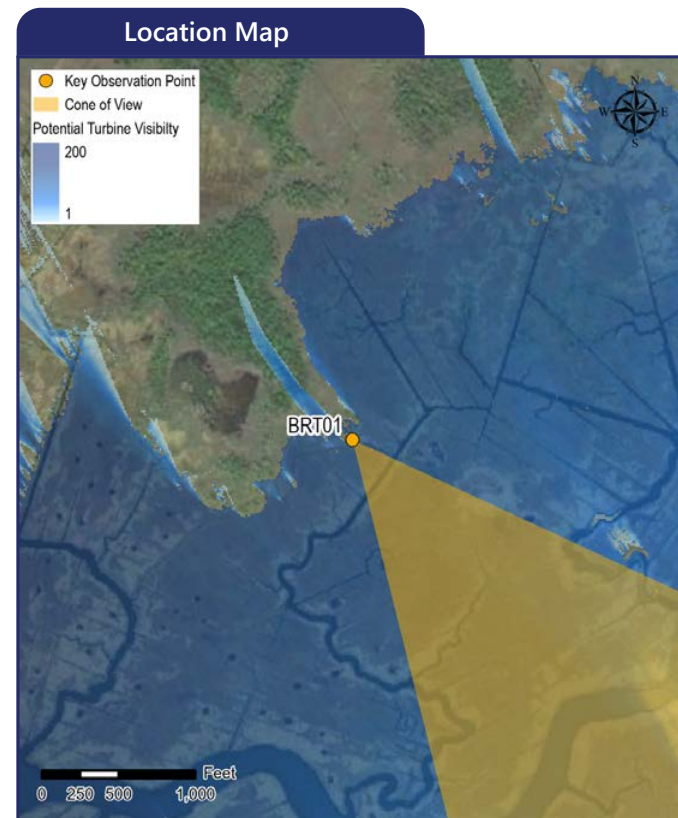 Location Map
Key Observation Point
Cone of View
Potential Turbine Visibilty
200
1
N
W E
S
BRT01
Feet
0 250 500 1,000